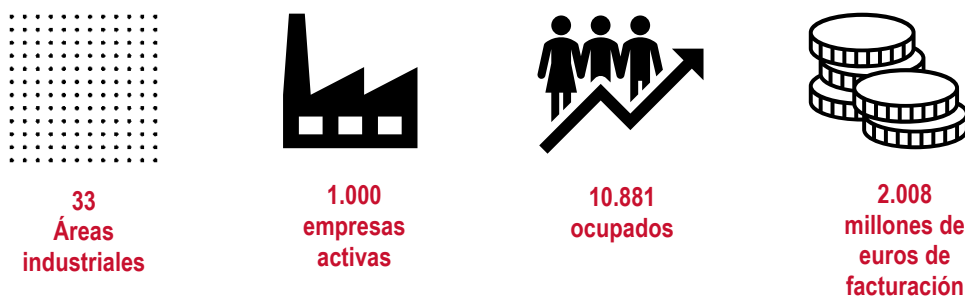 33
Áreas
industriales
1.000
empresas
activas
10.881
ocupados
2.008
millones de
euros de
facturación